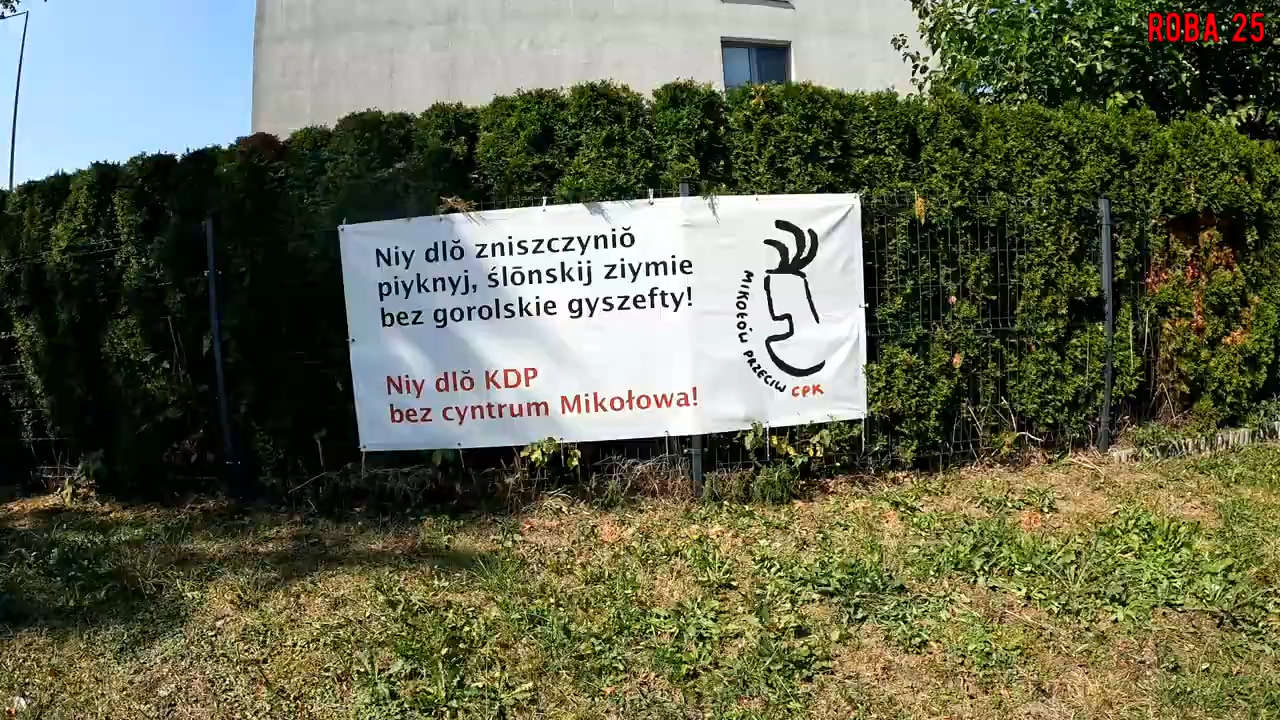 ROBA 25
Niy dlŏ zniszczyniŏ
piyknyj, ślōnskij ziymie
bez gorolskie gyszefty!
Niy dlŏ KDP
bez cyntrum Mikołowa!
MIKOŁÓW PRZECIW CPK